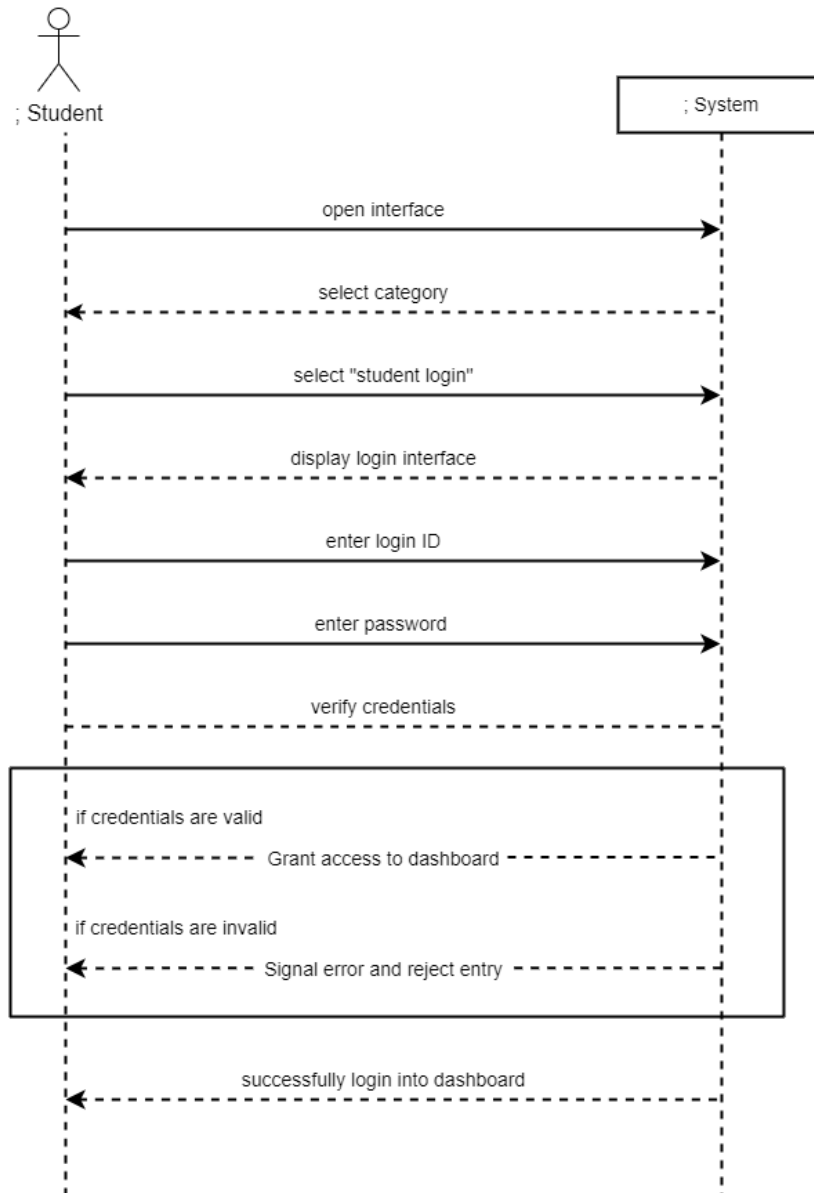 ; Student
; System
open interface
select category
select "student login"
display login interface
enter login ID
enter password
verify credentials
if credentials are valid
Grant access to dashboard
if credentials are invalid
Signal error and reject entry
successfully login into dashboard